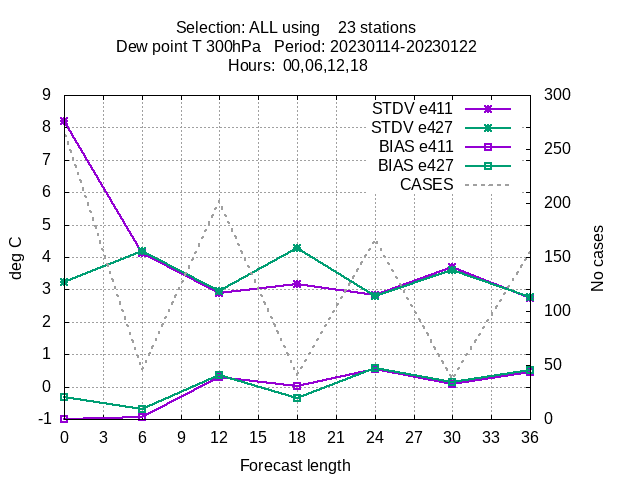 Selection: ALL using    23 stations
Dew point T 300hPa   Period: 20230114-20230122
Hours:  00,06,12,18
STDV e411
STDV e427
BIAS e411
BIAS e427
CASES
9
8
7
6
5
4
3
2
1
0
-1
300
250
200
150
100
50
0
deg C
No cases
0 3 6 9 12 15 18 21 24 27 30 33 36
Forecast length